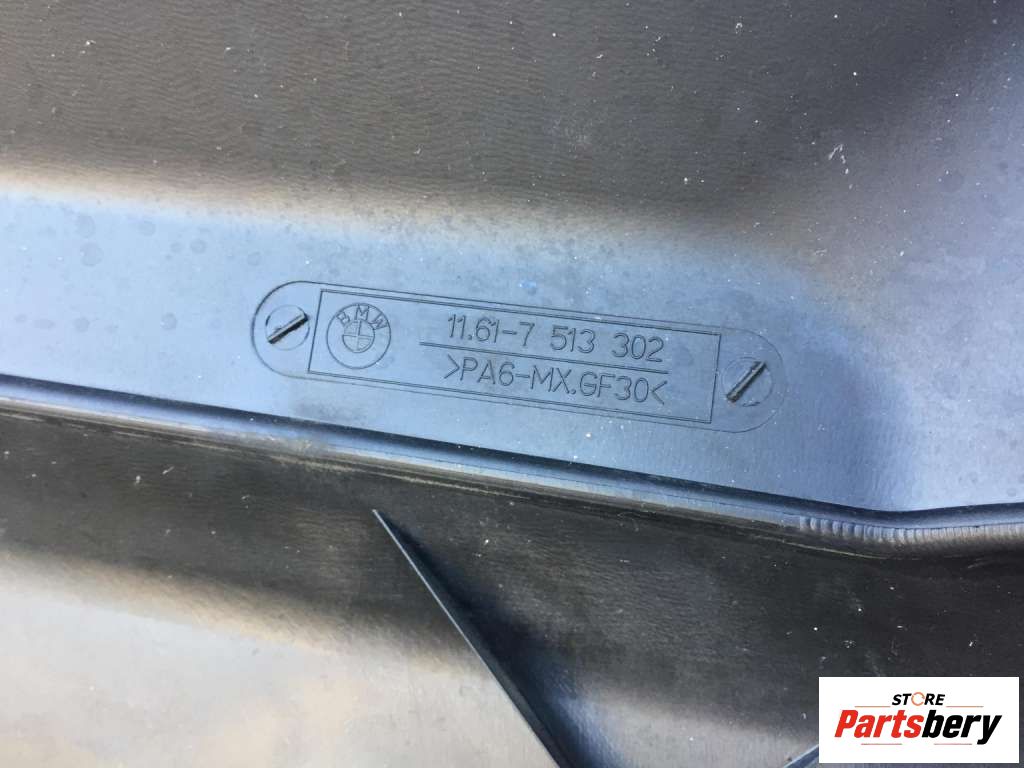 BMW
11.61-7 513 302
>PA6-MX.GF30<
STORE
Partsbery